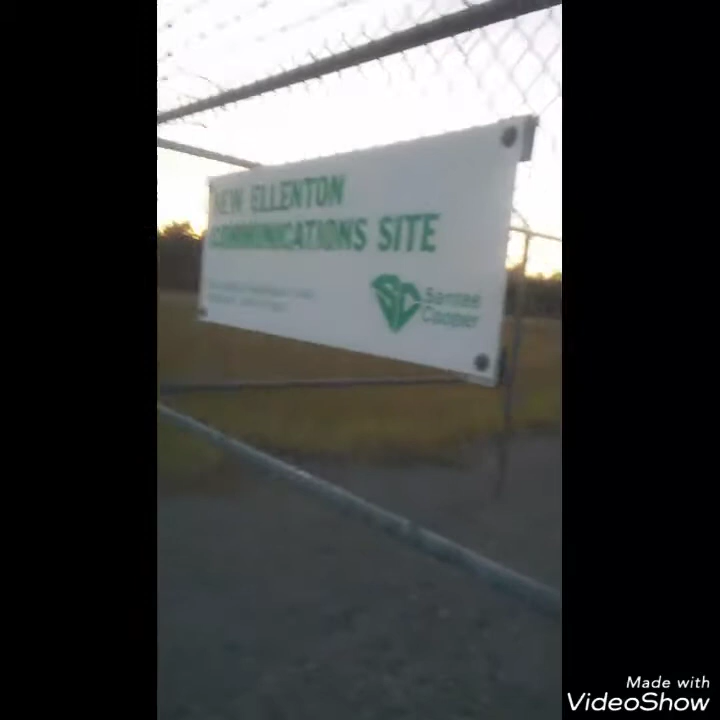 NEW ELLENTON
COMMUNICATIONS SITE
SC Santee
Cooper
Made with
VideoShow